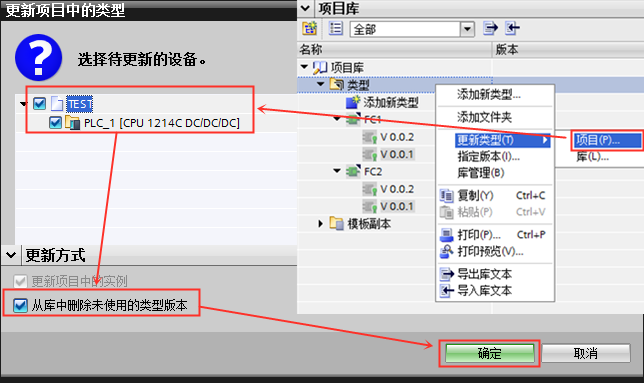 更新项目中的类型
选择待更新的设备。
TEST
PLC_1 [CPU 1214C DC/DC/DC]
更新方式
更新项目中的实例
从库中删除未使用的类型版本
确定
取消
项目库
全部
名称
版本
项目库
类型
添加新类型
FC1
V 0.0.2
V 0.0.1
FC2
V 0.0.2
V 0.0.1
模板副本
添加新类型...
添加文件夹
更新类型(T)
指定版本(I)...
库管理(B)
复制(Y) Ctrl+C
粘贴(P) Ctrl+V
打印(P)... Ctrl+P
打印预览(V)...
导出库文本
导入库文本
项目(P)...
库(L)...